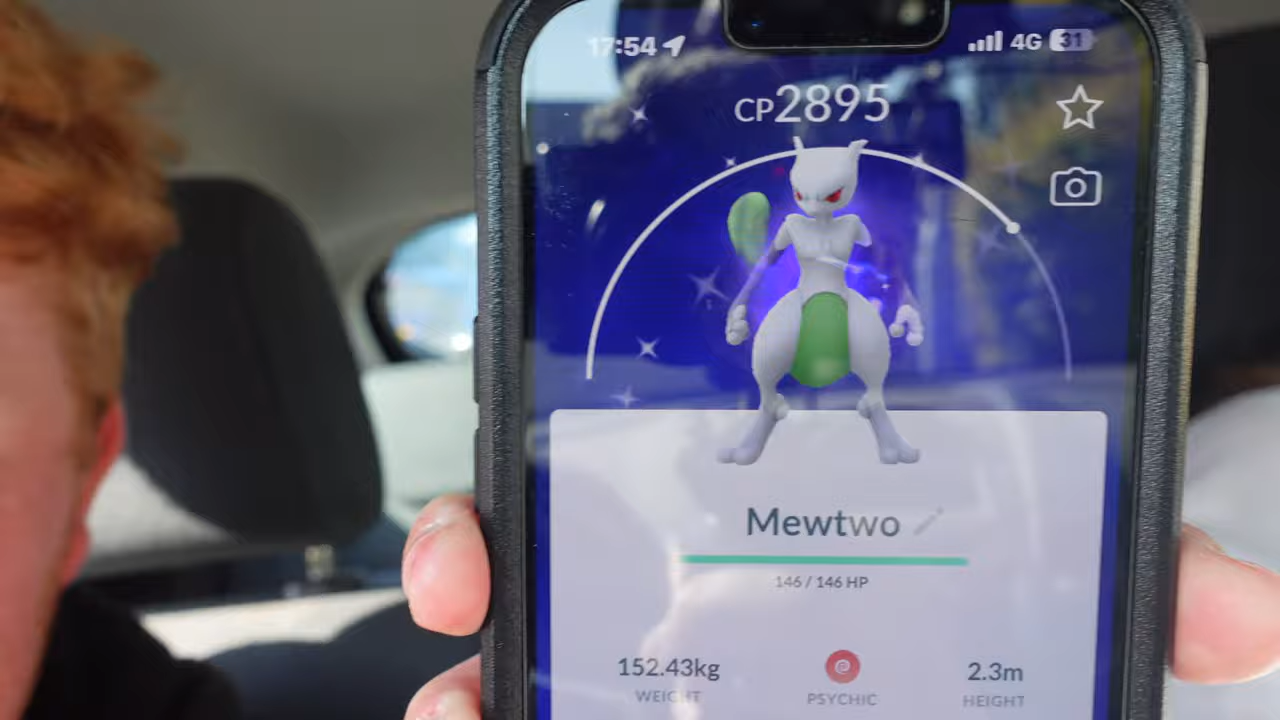 17:54 4G 31
CP2895
Mewtwo
146 / 146 HP
152.43kg 2.3m
WEIGHT PSYCHIC HEIGHT